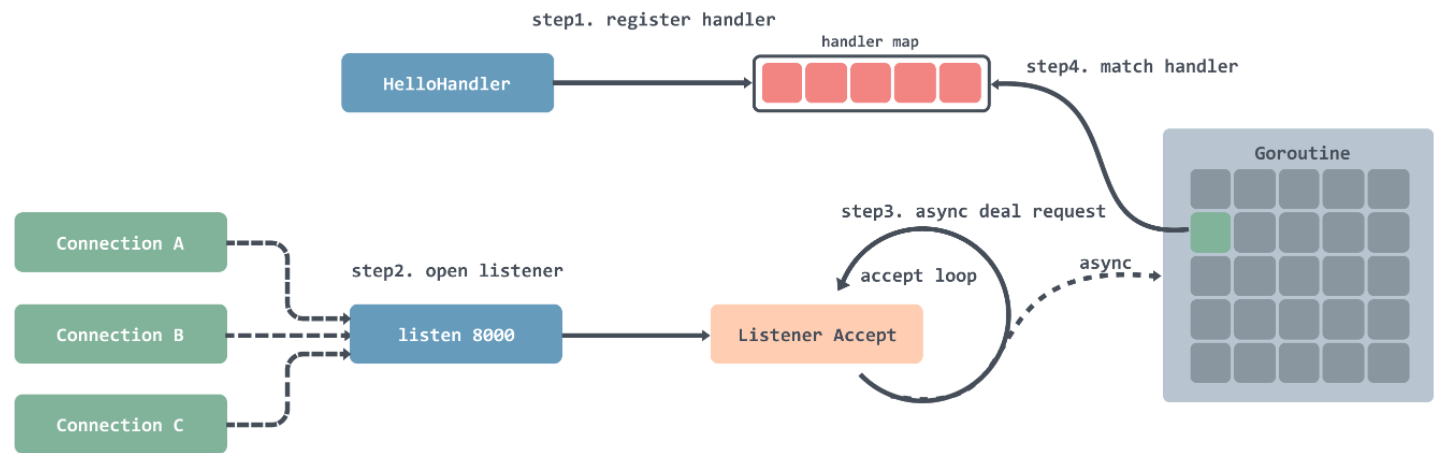 step1. register handler
handler map
HelloHandler
step4. match handler
Goroutine
step3. async deal request
Connection A
step2. open listener
accept loop
async
Connection B
listen 8000
Listener Accept
Connection C